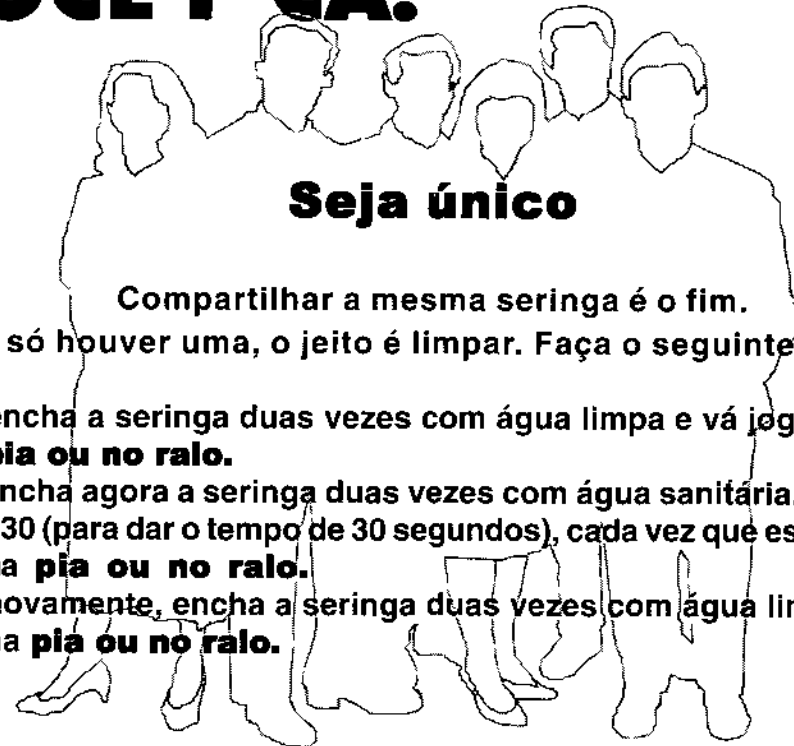 Seja único
Compartilhar a mesma seringa é o fim.
só houver uma, o jeito é limpar. Faça o seguinte
encha a seringa duas vezes com água limpa e vá jog
pia ou no ralo.
ncha agora a seringa duas vezes com água sanitária.
30 (para dar o tempo de 30 segundos), cada vez que es
a pia ou no ralo.
novamente, encha a seringa duas vezes com água lim
a pia ou no ralo.